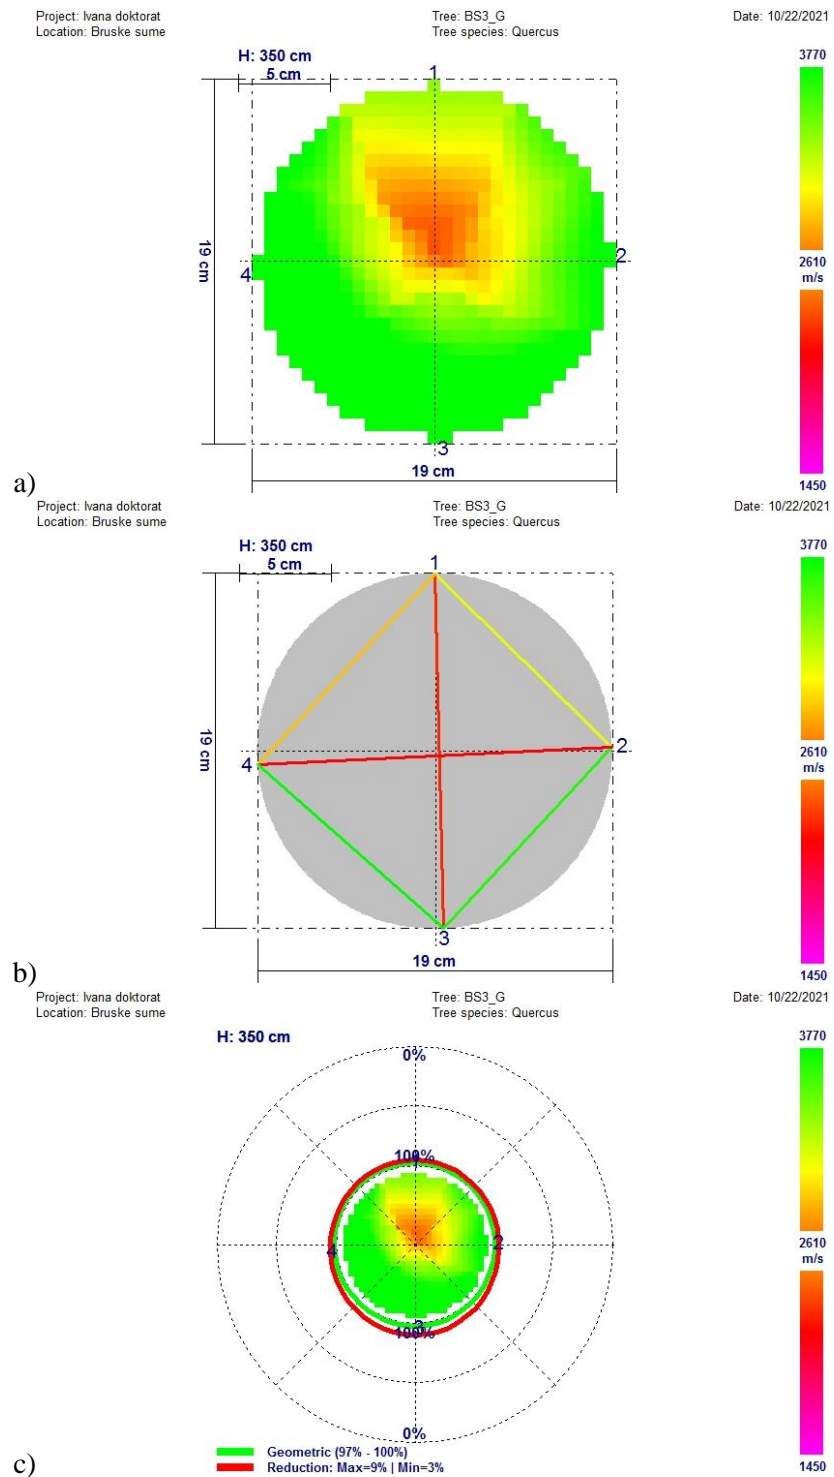 Project: Ivana doktorat
Location: Bruske sume
Tree: BS3_G
Tree species: Quercus
Date: 10/22/2021
H: 350 cm
5 cm
1
3770
19 cm
4
2
2610
m/s
3
19 cm
1450
a)
Project: Ivana doktorat
Location: Bruske sume
Tree: BS3_G
Tree species: Quercus
Date: 10/22/2021
H: 350 cm
5 cm
1
3770
19 cm
4
2
2610
m/s
3
19 cm
1450
b)
Project: Ivana doktorat
Location: Bruske sume
Tree: BS3_G
Tree species: Quercus
Date: 10/22/2021
H: 350 cm
0%
3770
100%
4
2
2610
m/s
3
100%
0%
Geometric (97% - 100%)
Reduction: Max=9% | Min=3%
1450
c)